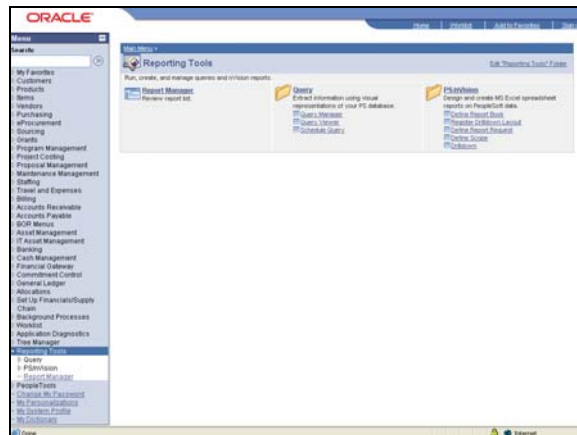 ORACLE
Home | Worklist | Add to Favorites | Sign
Menu
Search:
My Favorites
Customers
Products
Items
Vendors
Purchasing
eProcurement
Sourcing
Grants
Program Management
Project Costing
Proposal Management
Maintenance Management
Staffing
Travel and Expenses
Billing
Accounts Receivable
Accounts Payable
BOR Menus
Asset Management
IT Asset Management
Banking
Cash Management
Financial Gateway
Commitment Control
General Ledger
Allocations
Set Up Financials/Supply
Chain
Background Processes
Worklist
Application Diagnostics
Tree Manager
Reporting Tools
Query
PS/nVision
Report Manager
PeopleTools
Change My Password
My Personalizations
My System Profile
My Dictionary
Main Menu >
Reporting Tools
Edit "Reporting Tools" Folder
Run, create, and manage queries and nVision reports.
Report Manager
Review report list.
Query
Extract information using visual
representations of your PS database.
Query Manager
Query Viewer
Schedule Query
PS/nVision
Design and create MS Excel spreadsheet
reports on PeopleSoft data.
Define Report Book
Register Drilldown Layout
Define Report Request
Define Scope
Drilldown
Done
Internet